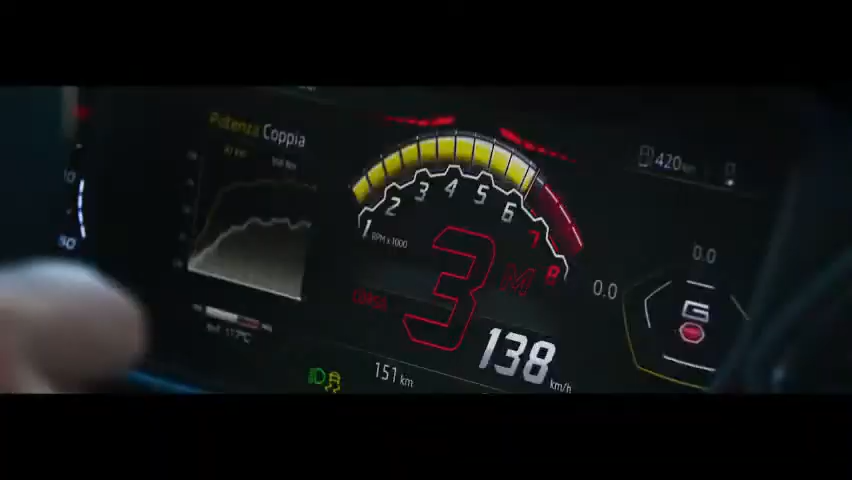 Potenza Coppia
420 km
1 2 3 4 5 6 7 8
RPM x 1000
0.0
0.0
G
3 M
CORSA
138 km/h
151 km